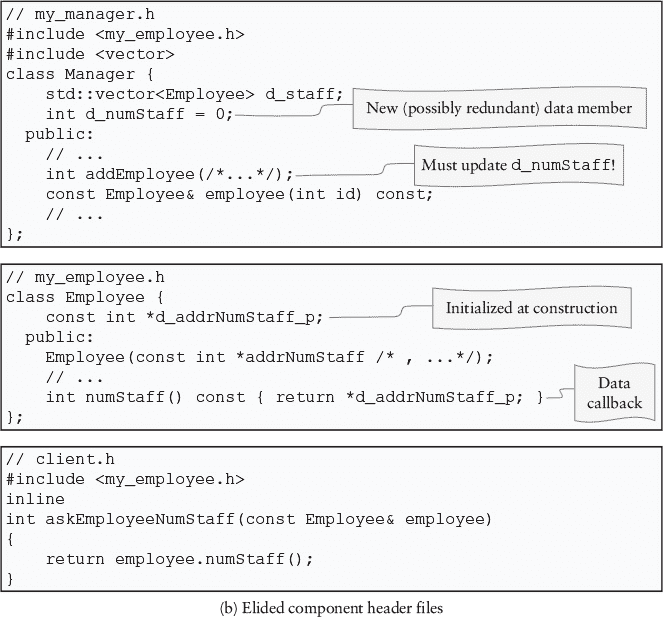 // my_manager.h
#include <my_employee.h>
#include <vector>
class Manager {
    std::vector<Employee> d_staff;
    int d_numStaff = 0;
New (possibly redundant) data member
  public:
    // ...
    int addEmployee(/*...*/);
Must update d_numStaff!
    const Employee& employee(int id) const;
    // ...
};
// my_employee.h
class Employee {
    const int *d_addrNumStaff_p;
Initialized at construction
  public:
    Employee(const int *addrNumStaff /* , ...*/);
    // ...
    int numStaff() const { return *d_addrNumStaff_p; }
Data
callback
};
// client.h
#include <my_employee.h>
inline
int askEmployeeNumStaff(const Employee& employee)
{
    return employee.numStaff();
}
(b) Elided component header files